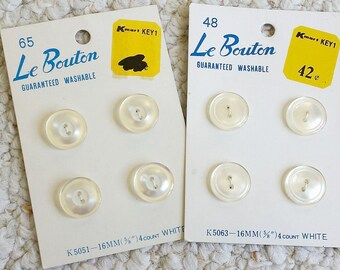 65
Kmart KEY1
Le Bouton
GUARANTEED WASHABLE
K5051—16MM (⅝") 4 COUNT WHITE
48
Kmart KEY1
42¢
Le Bouton
GUARANTEED WASHABLE
K5063—16MM (⅝") 4 COUNT WHITE